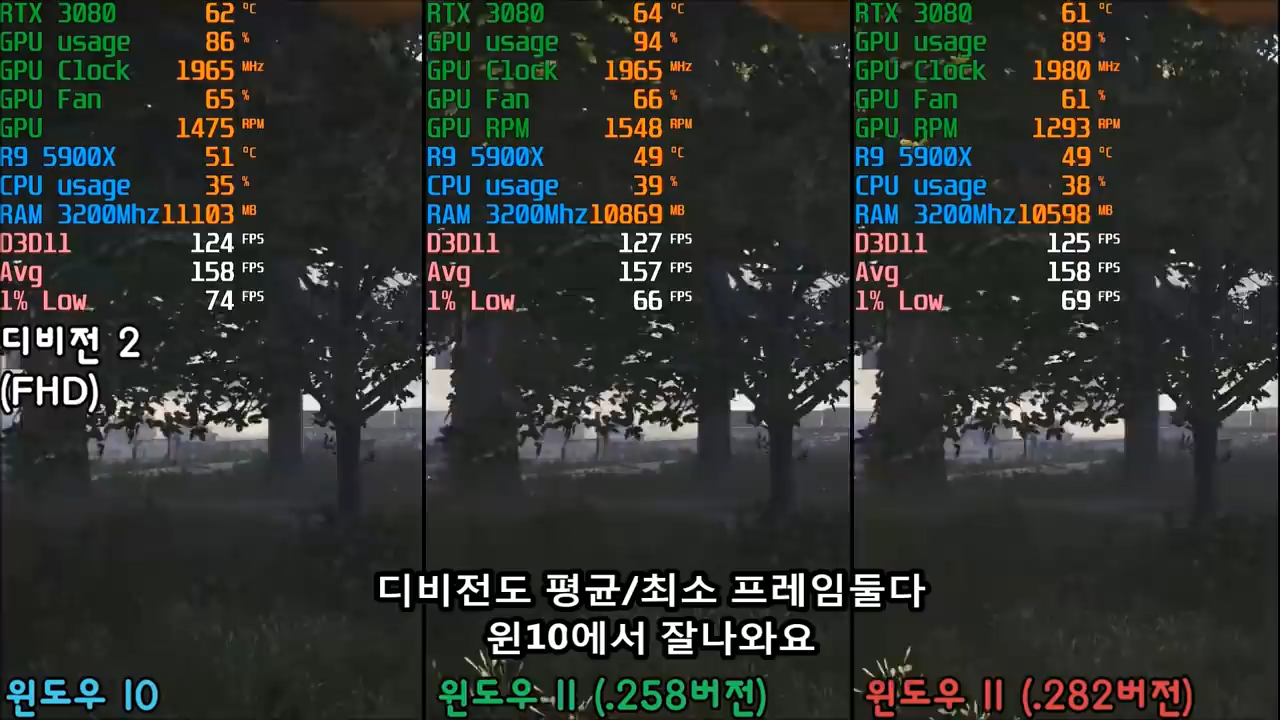 RTX 3080 62 °C
GPU usage 86 %
GPU Clock 1965 MHz
GPU Fan 65 %
GPU 1475 RPM
R9 5900X 51 °C
CPU usage 35 %
RAM 3200Mhz 11103 MB
D3D11 124 FPS
Avg 158 FPS
1% Low 74 FPS
디비전 2
(FHD)
윈도우 10
RTX 3080 64 °C
GPU usage 94 %
GPU Clock 1965 MHz
GPU Fan 66 %
GPU RPM 1548 RPM
R9 5900X 49 °C
CPU usage 39 %
RAM 3200Mhz 10869 MB
D3D11 127 FPS
Avg 157 FPS
1% Low 66 FPS
윈도우 11 (.258버전)
RTX 3080 61 °C
GPU usage 89 %
GPU Clock 1980 MHz
GPU Fan 61 %
GPU RPM 1293 RPM
R9 5900X 49 °C
CPU usage 38 %
RAM 3200Mhz 10598 MB
D3D11 125 FPS
Avg 158 FPS
1% Low 69 FPS
윈도우 11 (.282버전)
디비전도 평균/최소 프레임둘다
윈10에서 잘나와요